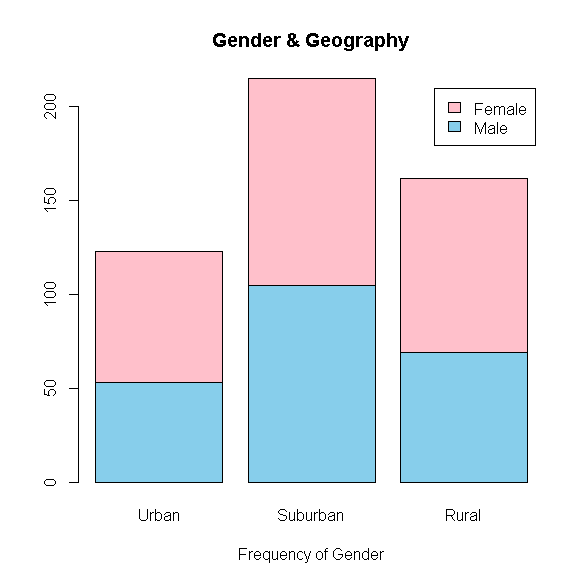 Gender & Geography
Female
Male
200
150
100
50
0
Urban Suburban Rural
Frequency of Gender